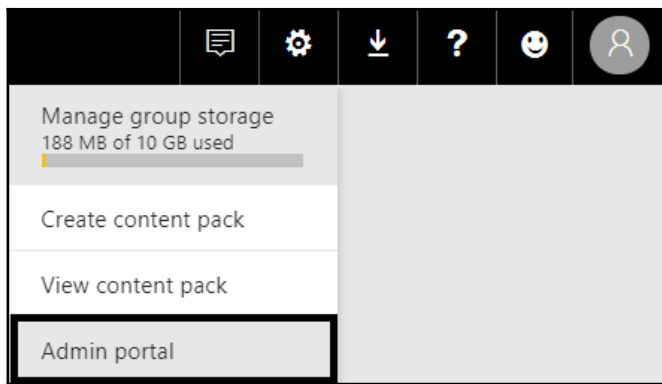 ?
Manage group storage
188 MB of 10 GB used
Create content pack
View content pack
Admin portal